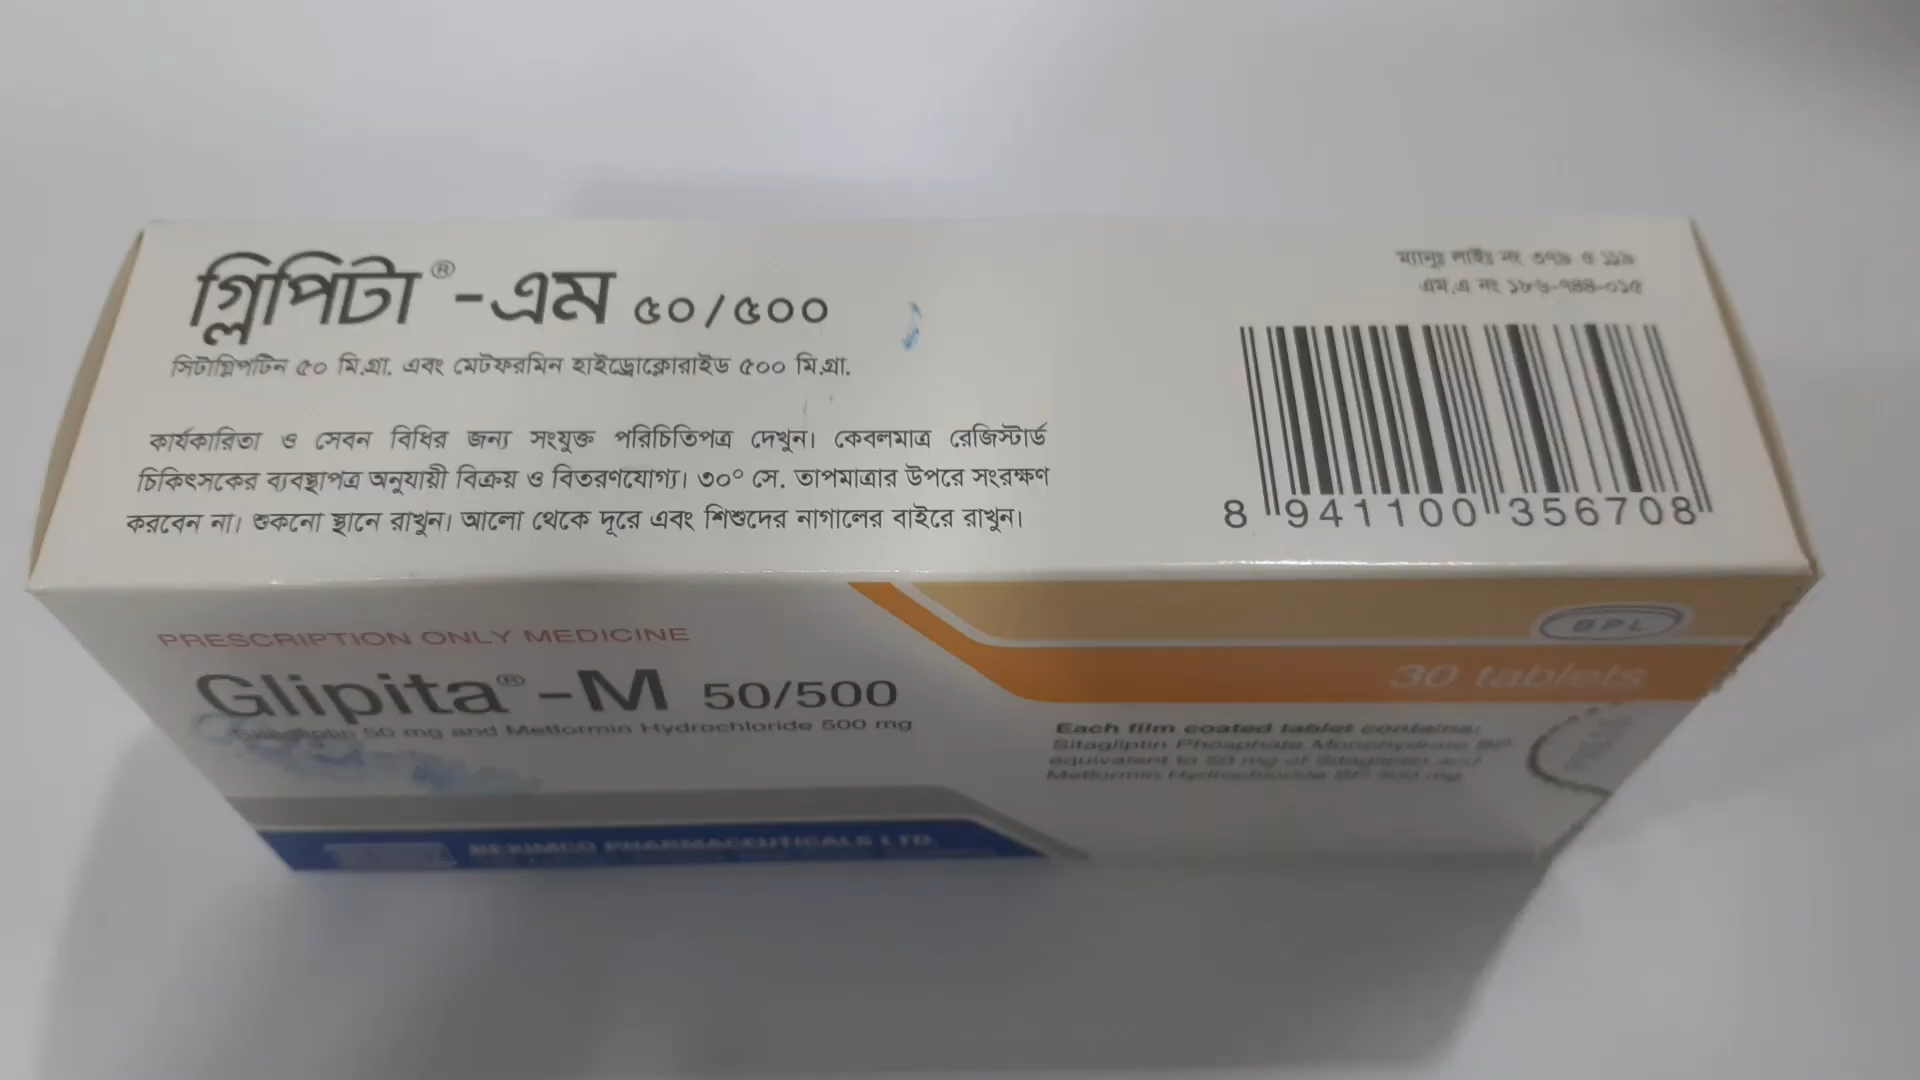 গ্লিপিটা®-এম ৫০/৫০০
সিটাগ্লিপটিন ৫০ মি.গ্রা. এবং মেটফরমিন হাইড্রোক্লোরাইড ৫০০ মি.গ্রা.
কার্যকারিতা ও সেবন বিধির জন্য সংযুক্ত পরিচিতিপত্র দেখুন। কেবলমাত্র রেজিস্টার্ড
চিকিৎসকের ব্যবস্থাপত্র অনুযায়ী বিক্রয় ও বিতরণযোগ্য। ৩০° সে. তাপমাত্রার উপরে সংরক্ষণ
করবেন না। শুকনো স্থানে রাখুন। আলো থেকে দূরে এবং শিশুদের নাগালের বাইরে রাখুন।
ম্যানুঃ লাইঃ নং
এম.এ নং
8 941100 356708
PRESCRIPTION ONLY MEDICINE
Glipita®-M 50/500
Sitagliptin 50 mg and Metformin Hydrochloride 500 mg
BEXIMCO PHARMACEUTICALS LTD.
BPL
30 tablets
Each film coated tablet contains:
Sitagliptin Phosphate Monohydrate BP
equivalent to 50 mg of Sitagliptin and
Metformin Hydrochloride BP 500 mg